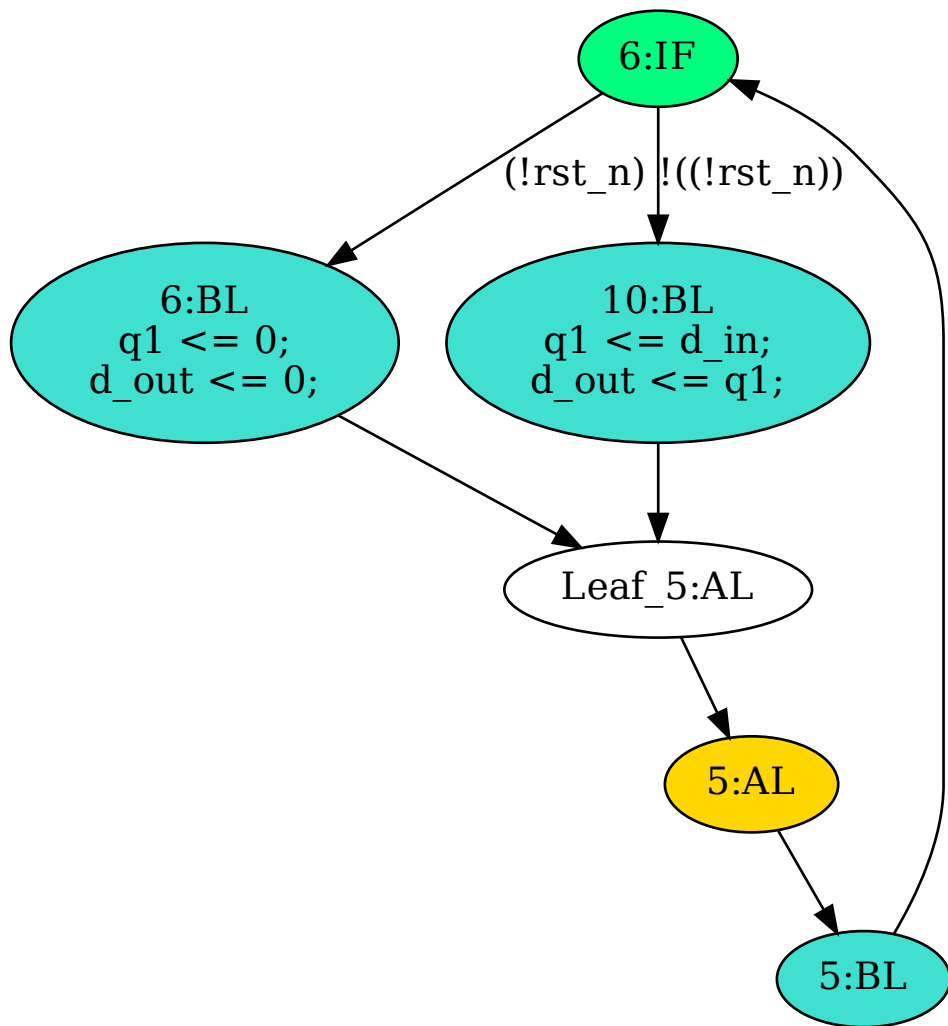 6:IF
(!rst_n)
!((!rst_n))
6:BL
q1 <= 0;
d_out <= 0;
10:BL
q1 <= d_in;
d_out <= q1;
Leaf_5:AL
5:AL
5:BL